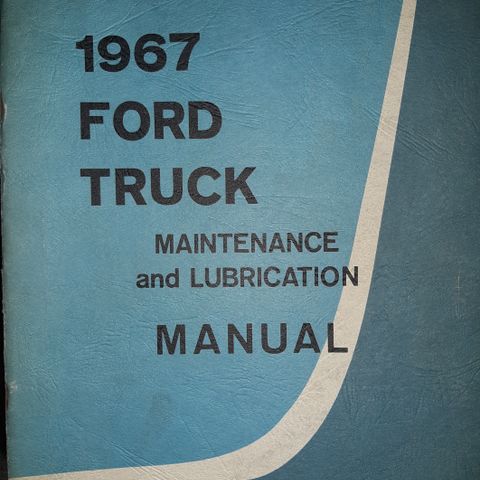 1967
FORD
TRUCK
MAINTENANCE
and LUBRICATION
MANUAL